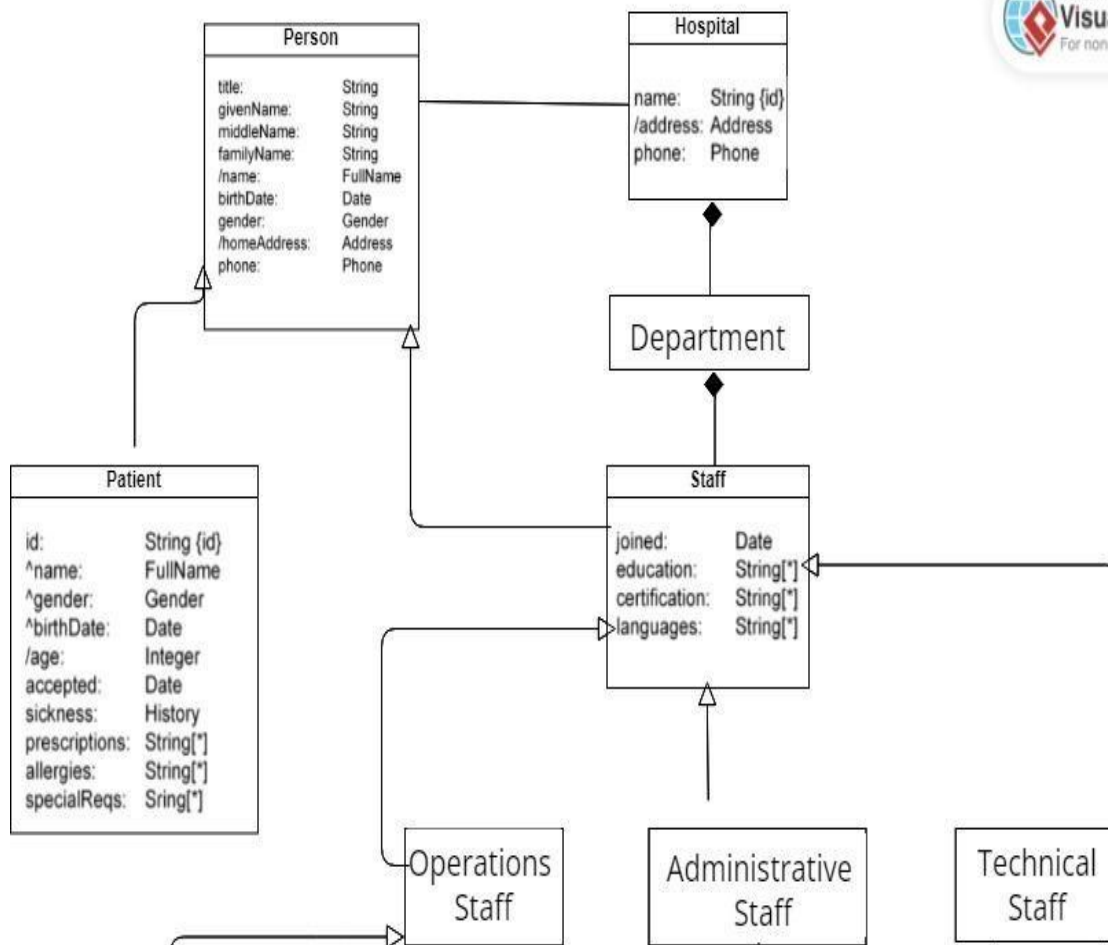 Person
title: String
givenName: String
middleName: String
familyName: String
/name: FullName
birthDate: Date
gender: Gender
/homeAddress: Address
phone: Phone
Hospital
name: String {id}
/address: Address
phone: Phone
For non
Department
Patient
id: String {id}
^name: FullName
^gender: Gender
^birthDate: Date
/age: Integer
accepted: Date
sickness: History
prescriptions: String[*]
allergies: String[*]
specialReqs: Sring[*]
Staff
joined: Date
education: String[*]
certification: String[*]
languages: String[*]
Operations
Staff
Administrative
Staff
Technical
Staff